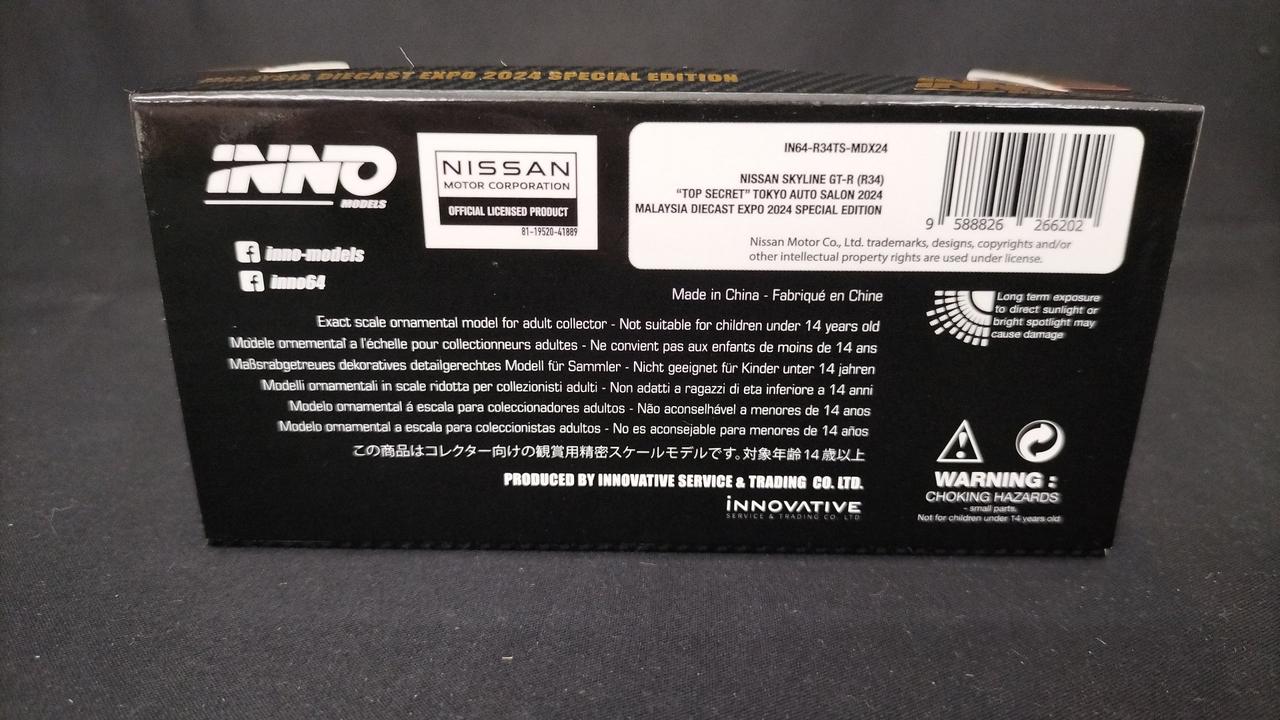 MALAYSIA DIECAST EXPO 2024 SPECIAL EDITION
INNO
MODELS
inno-models
inno64
NISSAN
MOTOR CORPORATION
OFFICIAL LICENSED PRODUCT
81-19520-41889
IN64-R34TS-MDX24
NISSAN SKYLINE GT-R (R34)
“TOP SECRET” TOKYO AUTO SALON 2024
MALAYSIA DIECAST EXPO 2024 SPECIAL EDITION
9 588826 266202
Nissan Motor Co., Ltd. trademarks, designs, copyrights and/or
other intellectual property rights are used under license.
Made in China - Fabriqué en Chine
Long term exposure
to direct sunlight or
bright spotlight may
cause damage
Exact scale ornamental model for adult collector - Not suitable for children under 14 years old
Modèle ornemental a l'échelle pour collectionneurs adultes - Ne convient pas aux enfants de moins de 14 ans
Maßsrabgetreues dekoratives detailgerechtes Modell für Sammler - Nicht geeignet für Kinder unter 14 jahren
Modelli ornamentali in scale ridotta per collezionisti adulti - Non adatti a ragazzi di eta inferiore a 14 anni
Modelo ornamental á escala para coleccionadores adultos - Não aconselhável a menores de 14 anos
Modelo ornamental a escala para coleccionistas adultos - No es aconsejable para menores de 14 años
この商品はコレクター向けの観賞用精密スケールモデルです。対象年齢14歳以上
PRODUCED BY INNOVATIVE SERVICE & TRADING CO. LTD.
INNOVATIVE
SERVICE & TRADING CO. LTD
WARNING :
CHOKING HAZARDS
- small parts.
Not for children under 14 years old